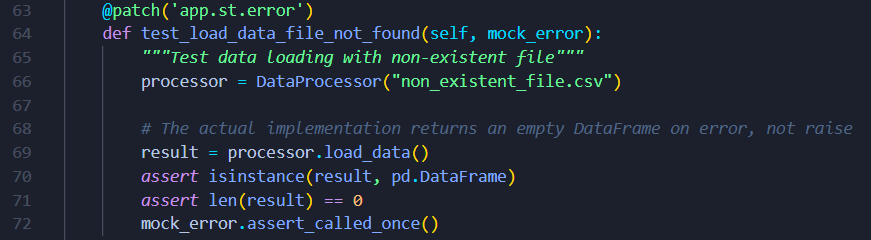 63 @patch('app.st.error')
64 def test_load_data_file_not_found(self, mock_error):
65 """Test data loading with non-existent file"""
66 processor = DataProcessor("non_existent_file.csv")
67
68 # The actual implementation returns an empty DataFrame on error, not raise
69 result = processor.load_data()
70 assert isinstance(result, pd.DataFrame)
71 assert len(result) == 0
72 mock_error.assert_called_once()